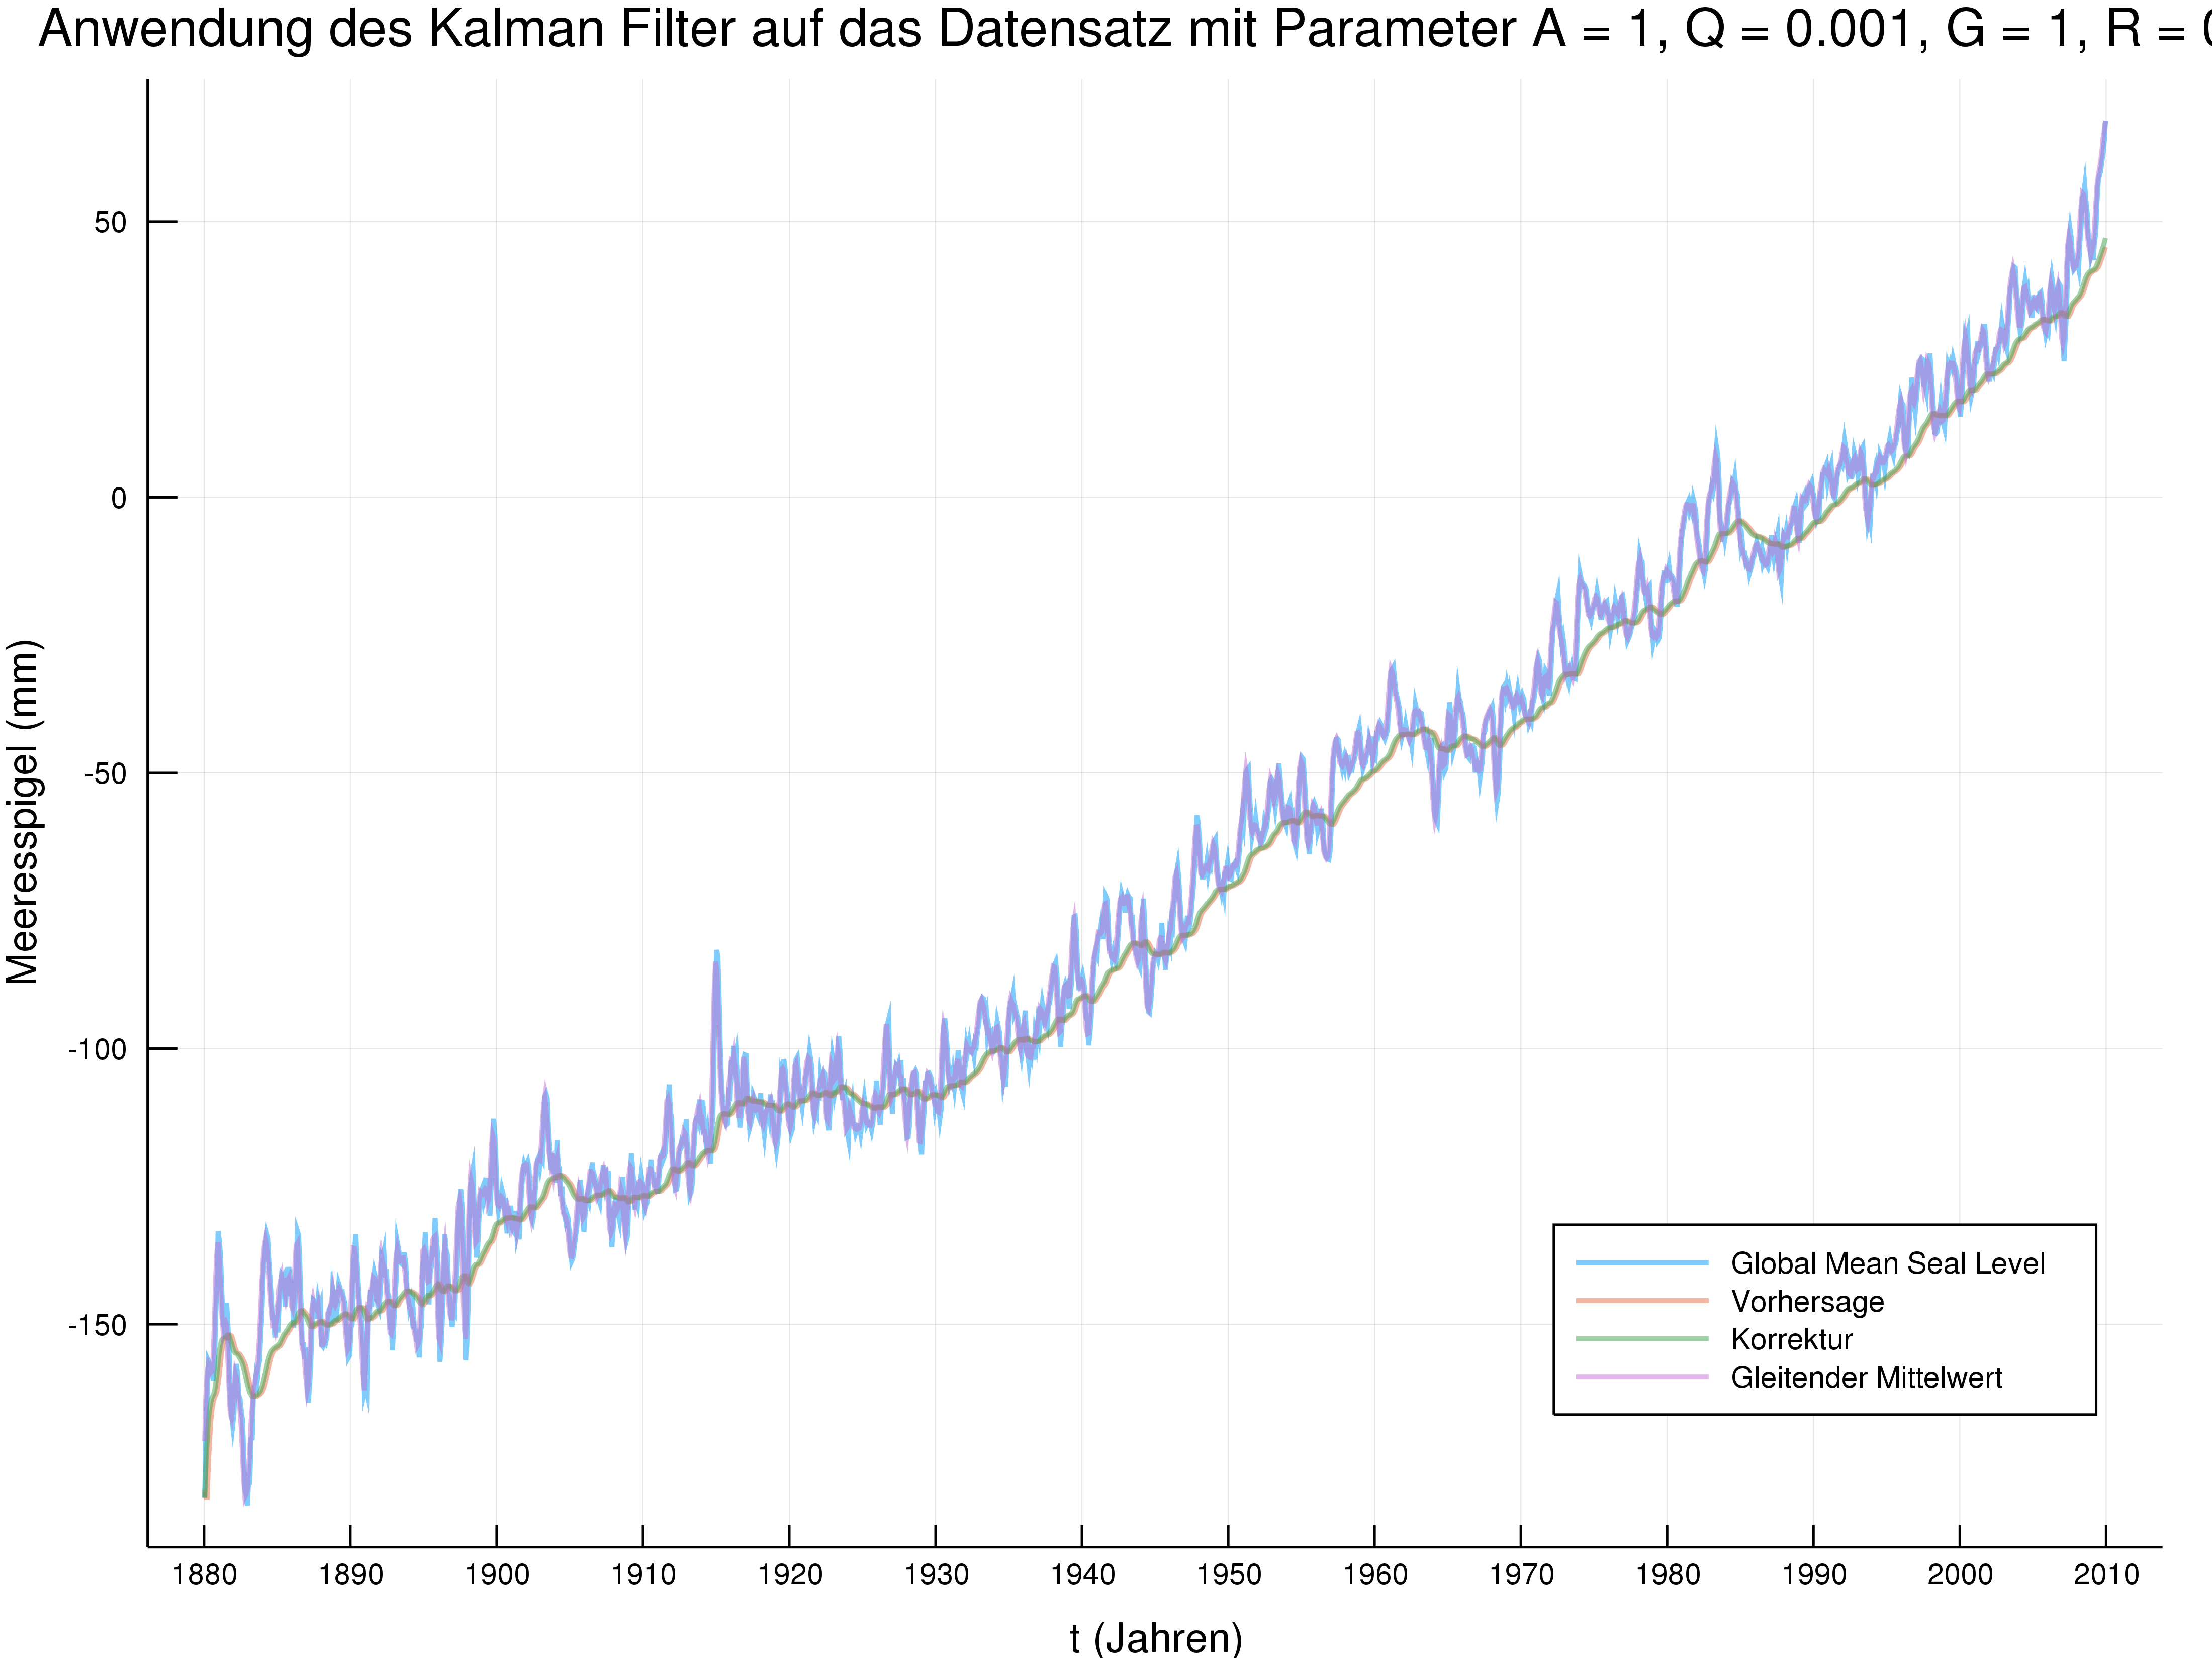 Anwendung des Kalman Filter auf das Datensatz mit Parameter A = 1, Q = 0.001, G = 1, R = 
50
0
-50
-100
-150
Meeresspigel (mm)
Global Mean Seal Level
Vorhersage
Korrektur
Gleitender Mittelwert
1880 1890 1900 1910 1920 1930 1940 1950 1960 1970 1980 1990 2000 2010
t (Jahren)